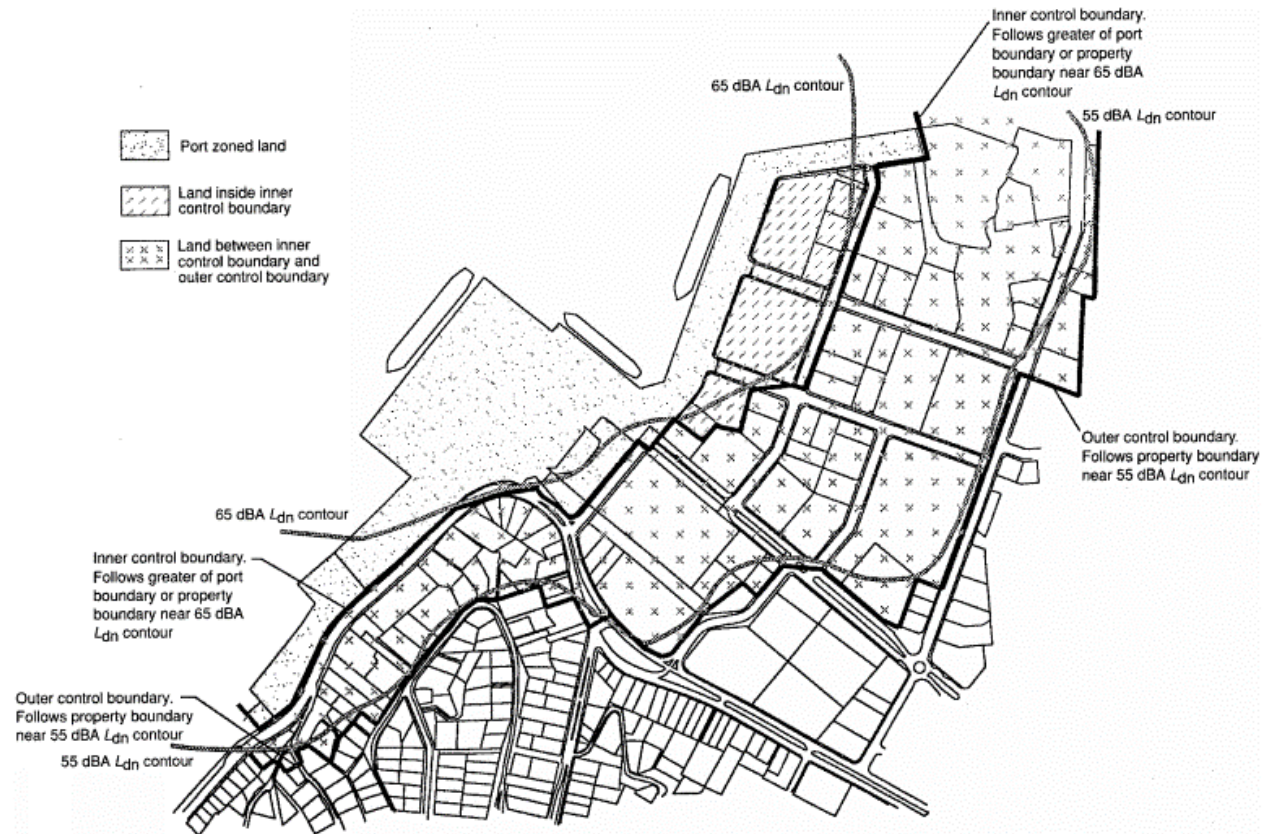 Inner control boundary.
Follows greater of port
boundary or property
boundary near 65 dBA
Ldn contour
65 dBA Ldn contour
55 dBA Ldn contour
Port zoned land
Land inside inner
control boundary
Land between inner
control boundary and
outer control boundary
Outer control boundary.
Follows property boundary
near 55 dBA Ldn contour
65 dBA Ldn contour
Inner control boundary.
Follows greater of port
boundary or property
boundary near 65 dBA
Ldn contour
Outer control boundary.
Follows property boundary
near 55 dBA Ldn contour
55 dBA Ldn contour